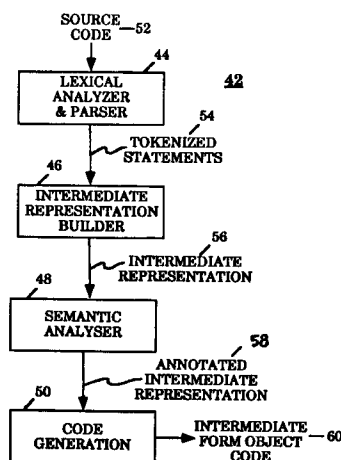 SOURCE
CODE 52
44
LEXICAL
ANALYZER
& PARSER
42
54
TOKENIZED
STATEMENTS
46
INTERMEDIATE
REPRESENTATION
BUILDER
56
INTERMEDIATE
REPRESENTATION
48
SEMANTIC
ANALYSER
58
ANNOTATED
INTERMEDIATE
REPRESENTATION
50
CODE
GENERATION
INTERMEDIATE
FORM OBJECT 60
CODE